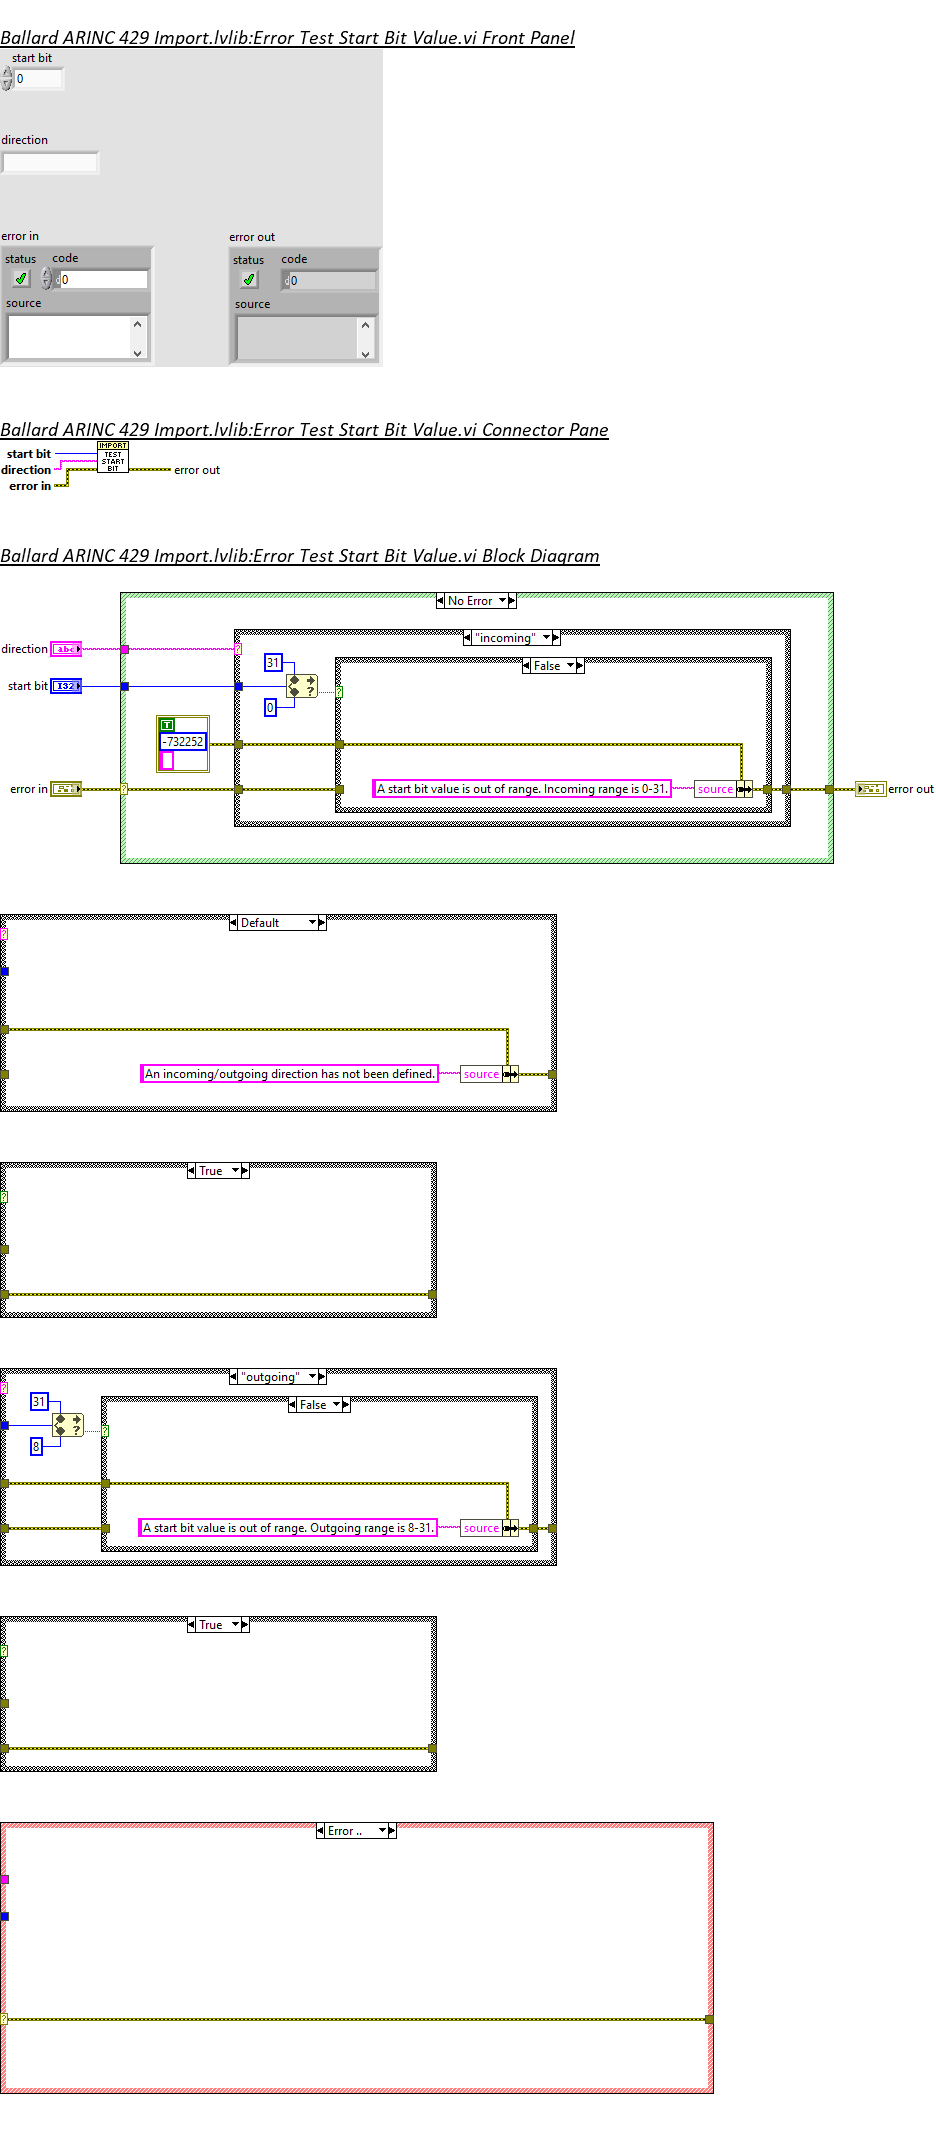 Ballard ARINC 429 Import.lvlib:Error Test Start Bit Value.vi Front Panel
start bit
0
direction
error in
error out
status code
status code
d0
d0
source
source
Ballard ARINC 429 Import.lvlib:Error Test Start Bit Value.vi Connector Pane
IMPORT
TEST
START
BIT
start bit
direction
error in
error out
Ballard ARINC 429 Import.lvlib:Error Test Start Bit Value.vi Block Diagram
No Error
"incoming"
direction
abc
?
31
False
start bit
I32
?
?
0
T
-732252
error in
?
A start bit value is out of range. Incoming range is 0-31.
source
error out
Default
?
An incoming/outgoing direction has not been defined.
source
True
?
"outgoing"
?
31
False
?
?
8
A start bit value is out of range. Outgoing range is 8-31.
source
True
?
Error ..
?